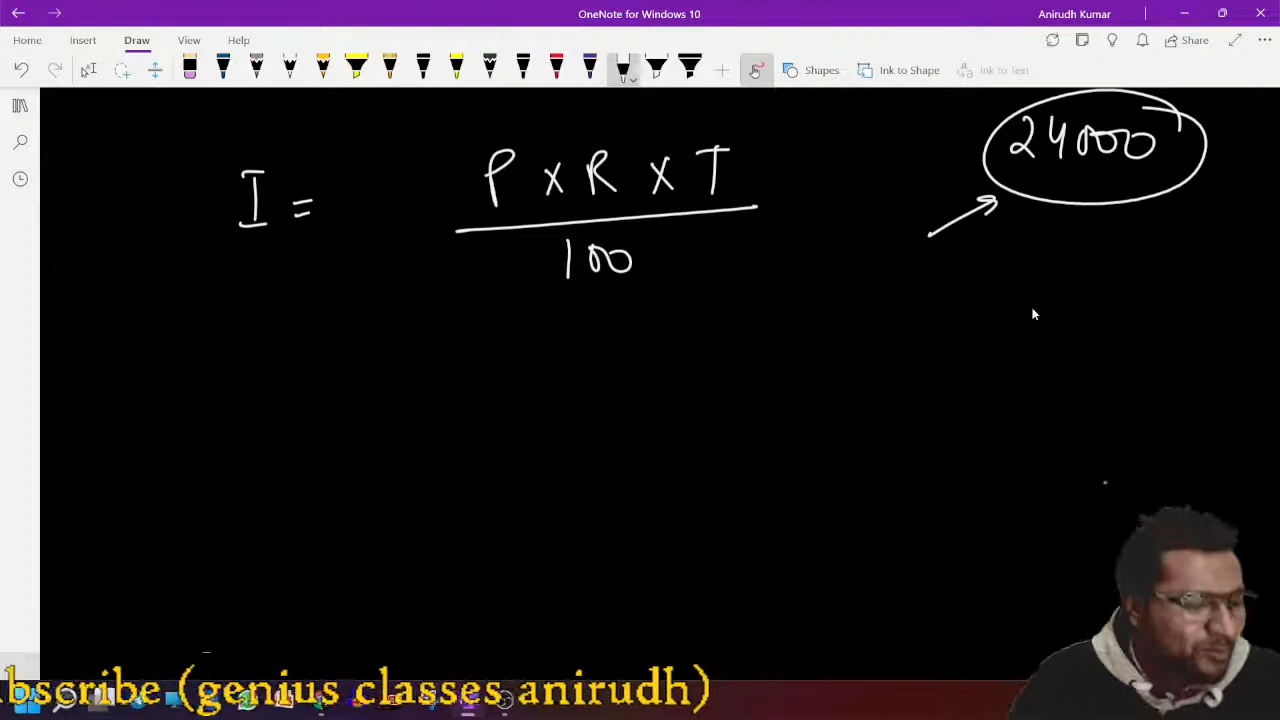 OneNote for Windows 10
Anirudh Kumar
Home Insert Draw View Help
Share
Shapes
Ink to Shape
Ink to Text
24000
I = P x R x T
100
bscribe (genius classes anirudh)